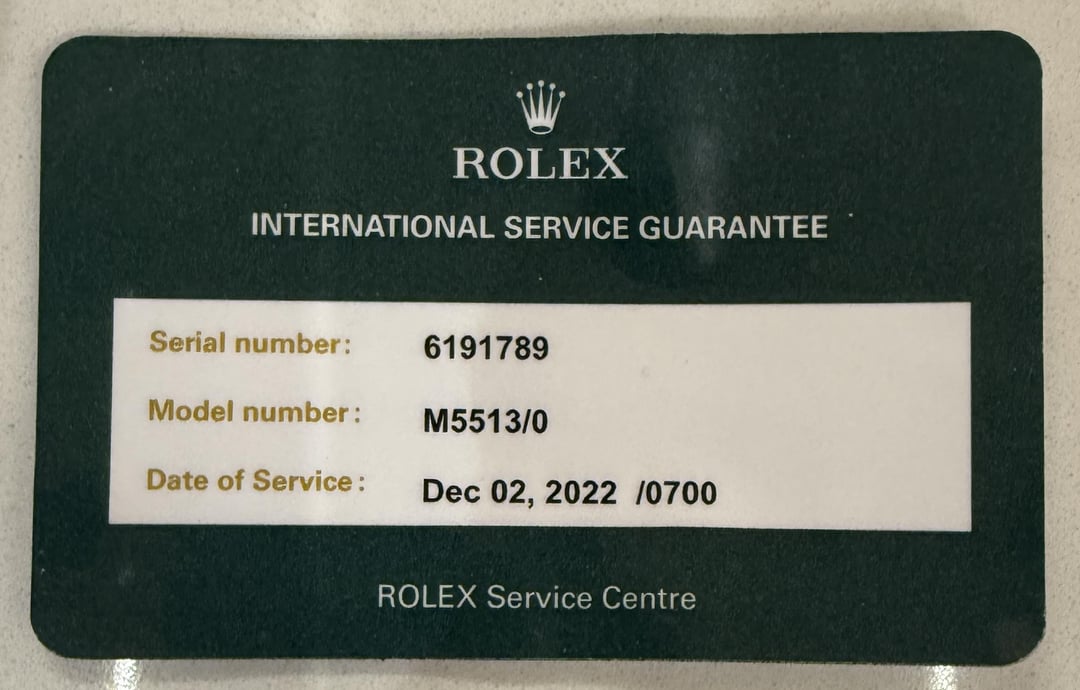 ROLEX
INTERNATIONAL SERVICE GUARANTEE
Serial number: 6191789
Model number: M5513/0
Date of Service: Dec 02, 2022 /0700
ROLEX Service Centre